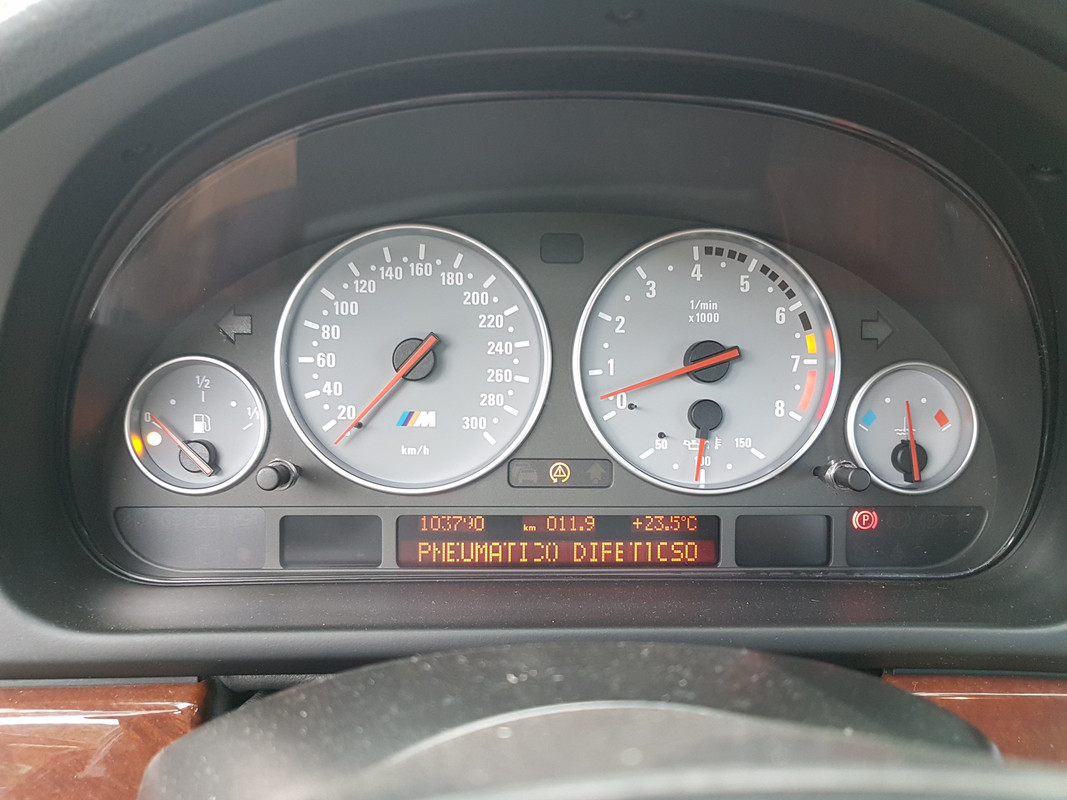 20 40 60 80 100 120 140 160 180 200 220 240 260 280 300
km/h
M
0 1 2 3 4 5 6 7 8
1/min
x1000
0 1/2 1/1
50 100 150
103790 km 011.9 +23.5°C
PNEUMATICO DIFETTOSO
P